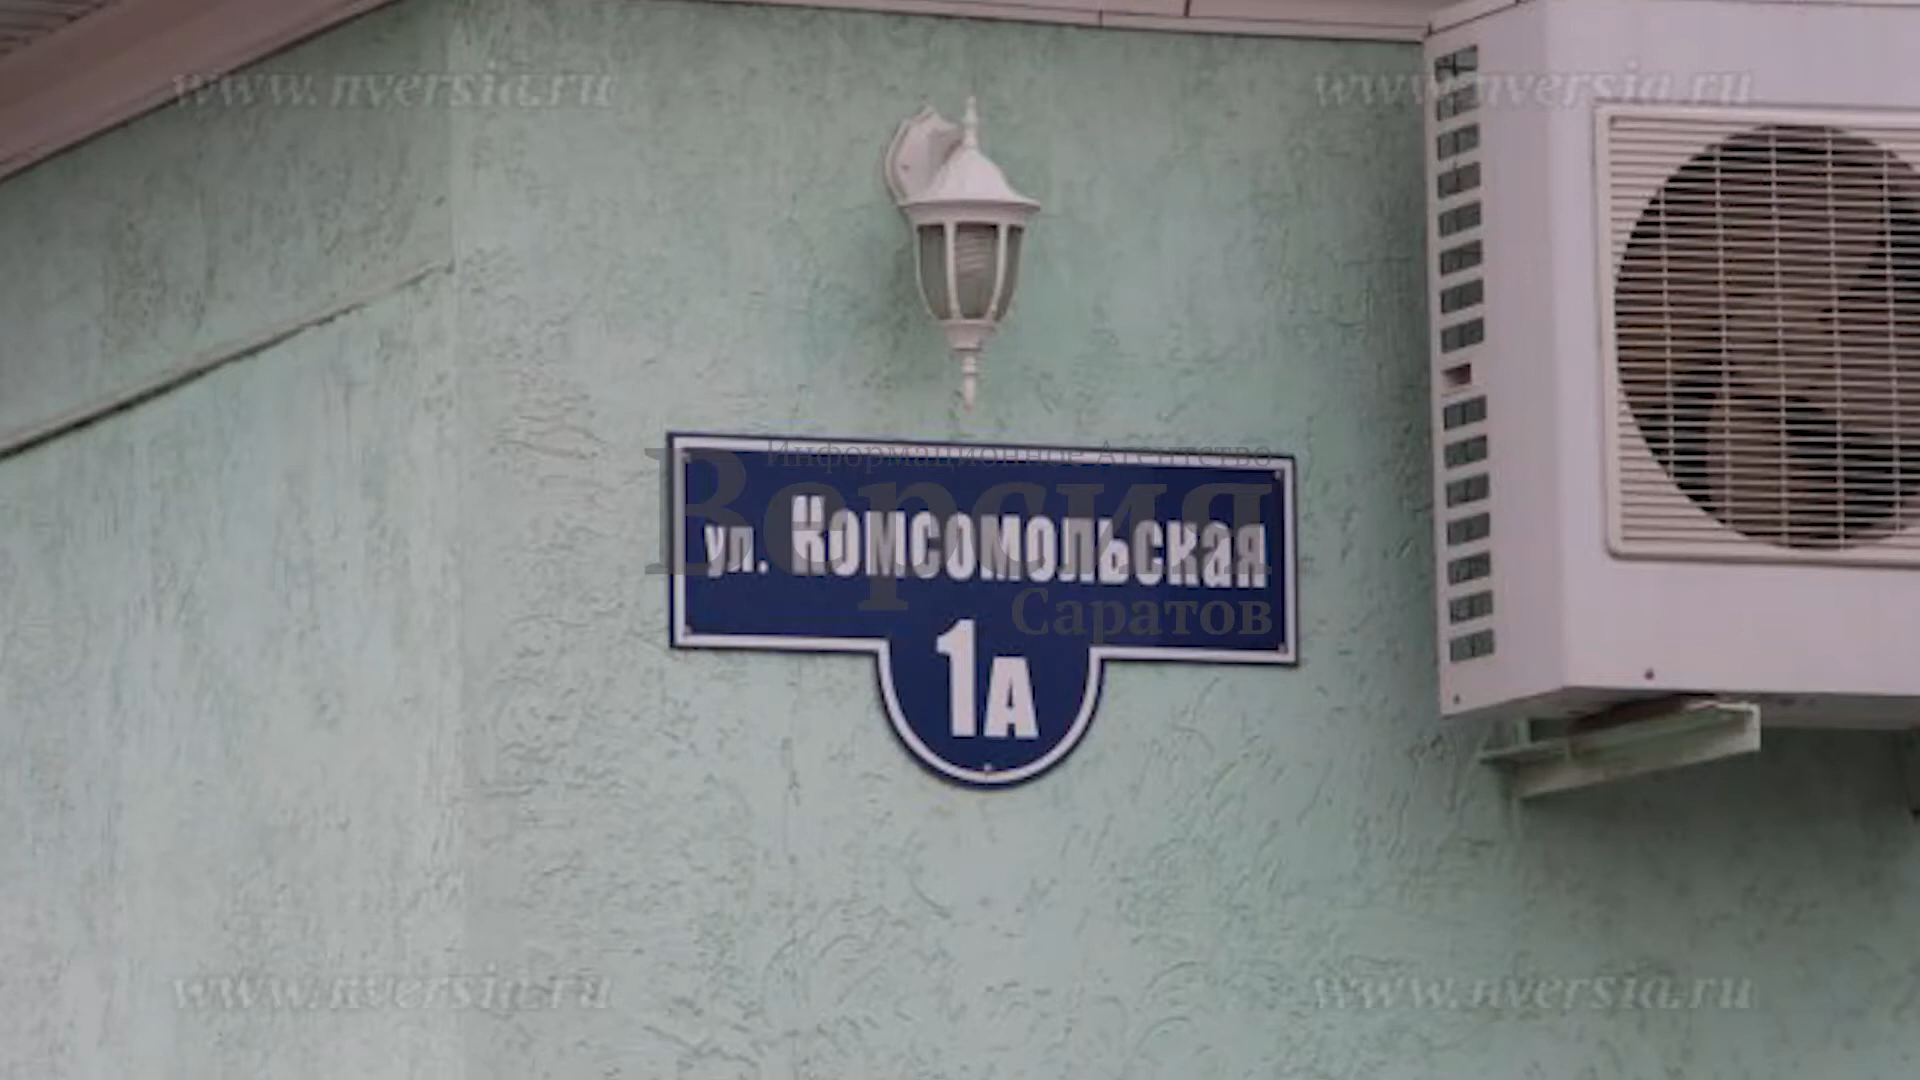 www.nversia.ru www.nversia.ru
Информационное Агентство
Версия
ул. Комсомольская
Саратов
1А
www.nversia.ru www.nversia.ru